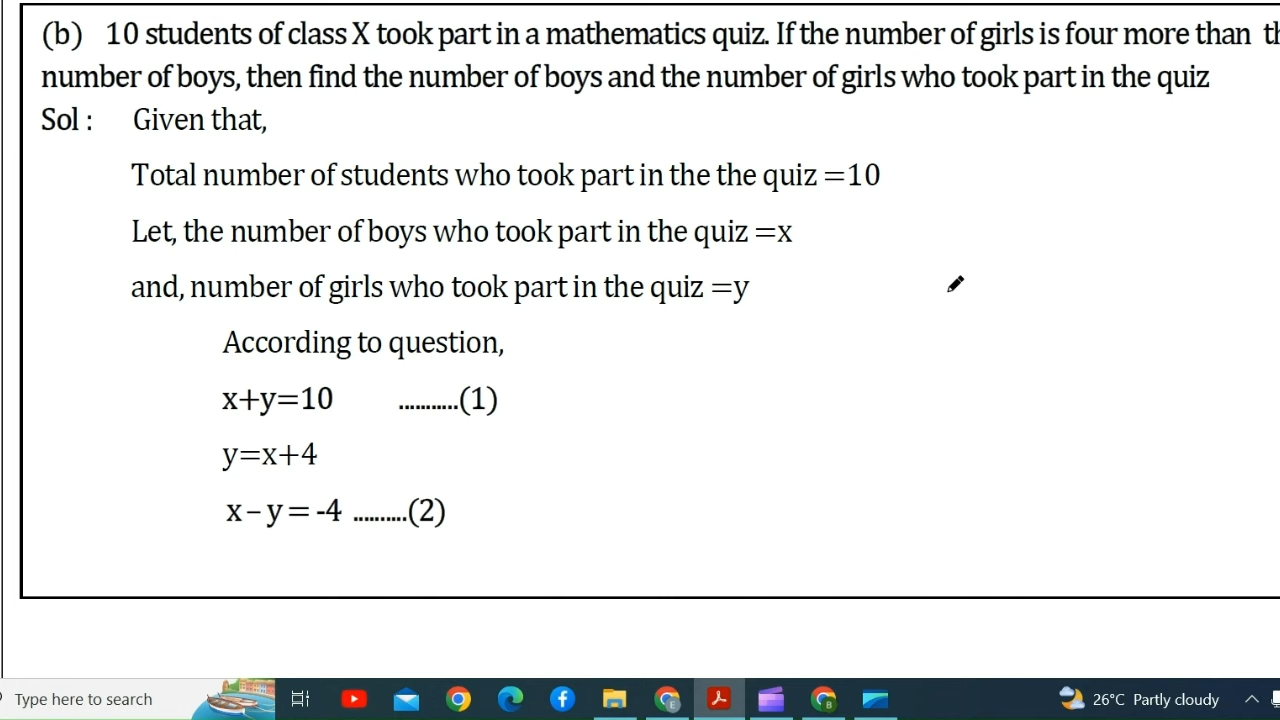 (b) 10 students of class X took part in a mathematics quiz. If the number of girls is four more than
number of boys, then find the number of boys and the number of girls who took part in the quiz
Sol : Given that,
Total number of students who took part in the the quiz =10
Let, the number of boys who took part in the quiz =x
and, number of girls who took part in the quiz =y
According to question,
x+y=10 ...........(1)
y=x+4
x – y = -4 ..........(2)
Type here to search
26°C Partly cloudy